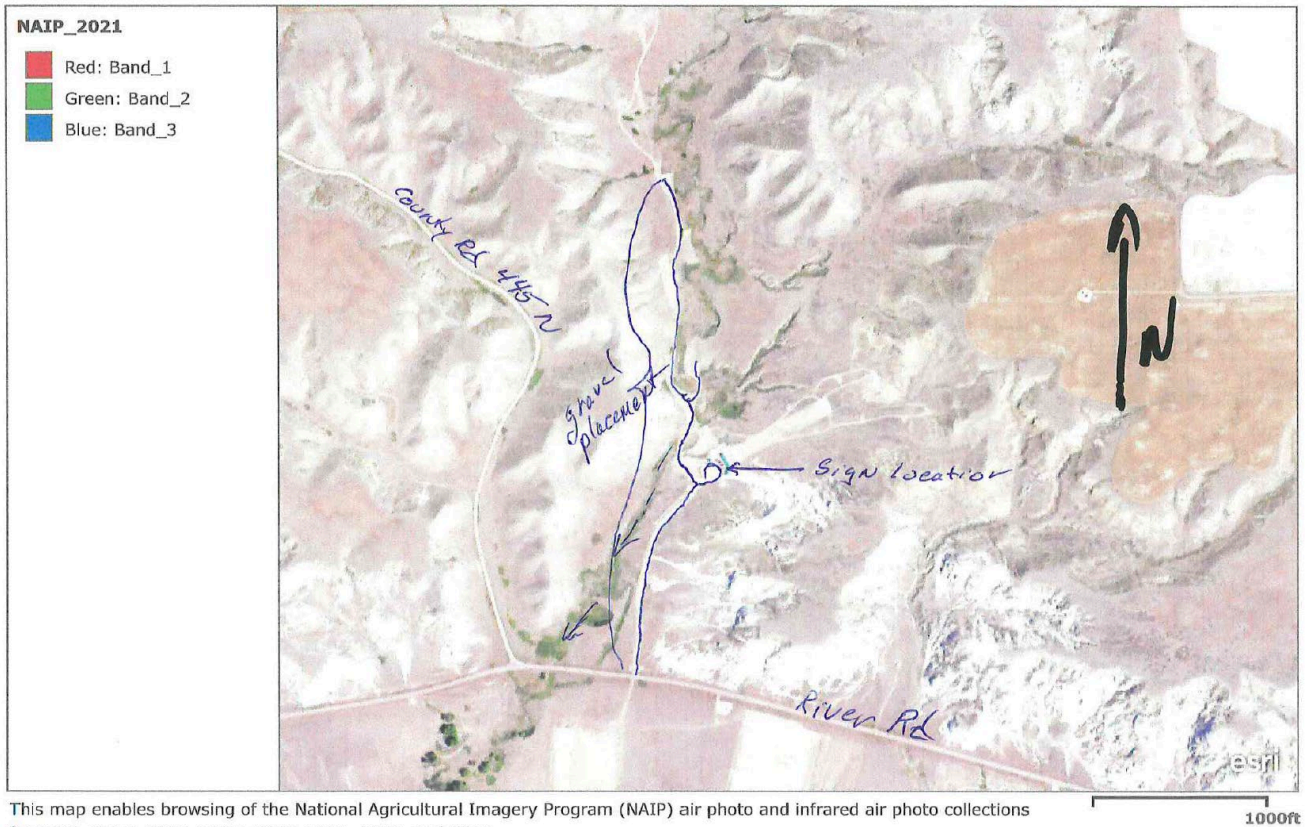 NAIP_2021
Red: Band_1
Green: Band_2
Blue: Band_3
County Rd 445 N
gravel
placement
Sign Location
N
River Rd
esri
This map enables browsing of the National Agricultural Imagery Program (NAIP) air photo and infrared air photo collections
1000ft